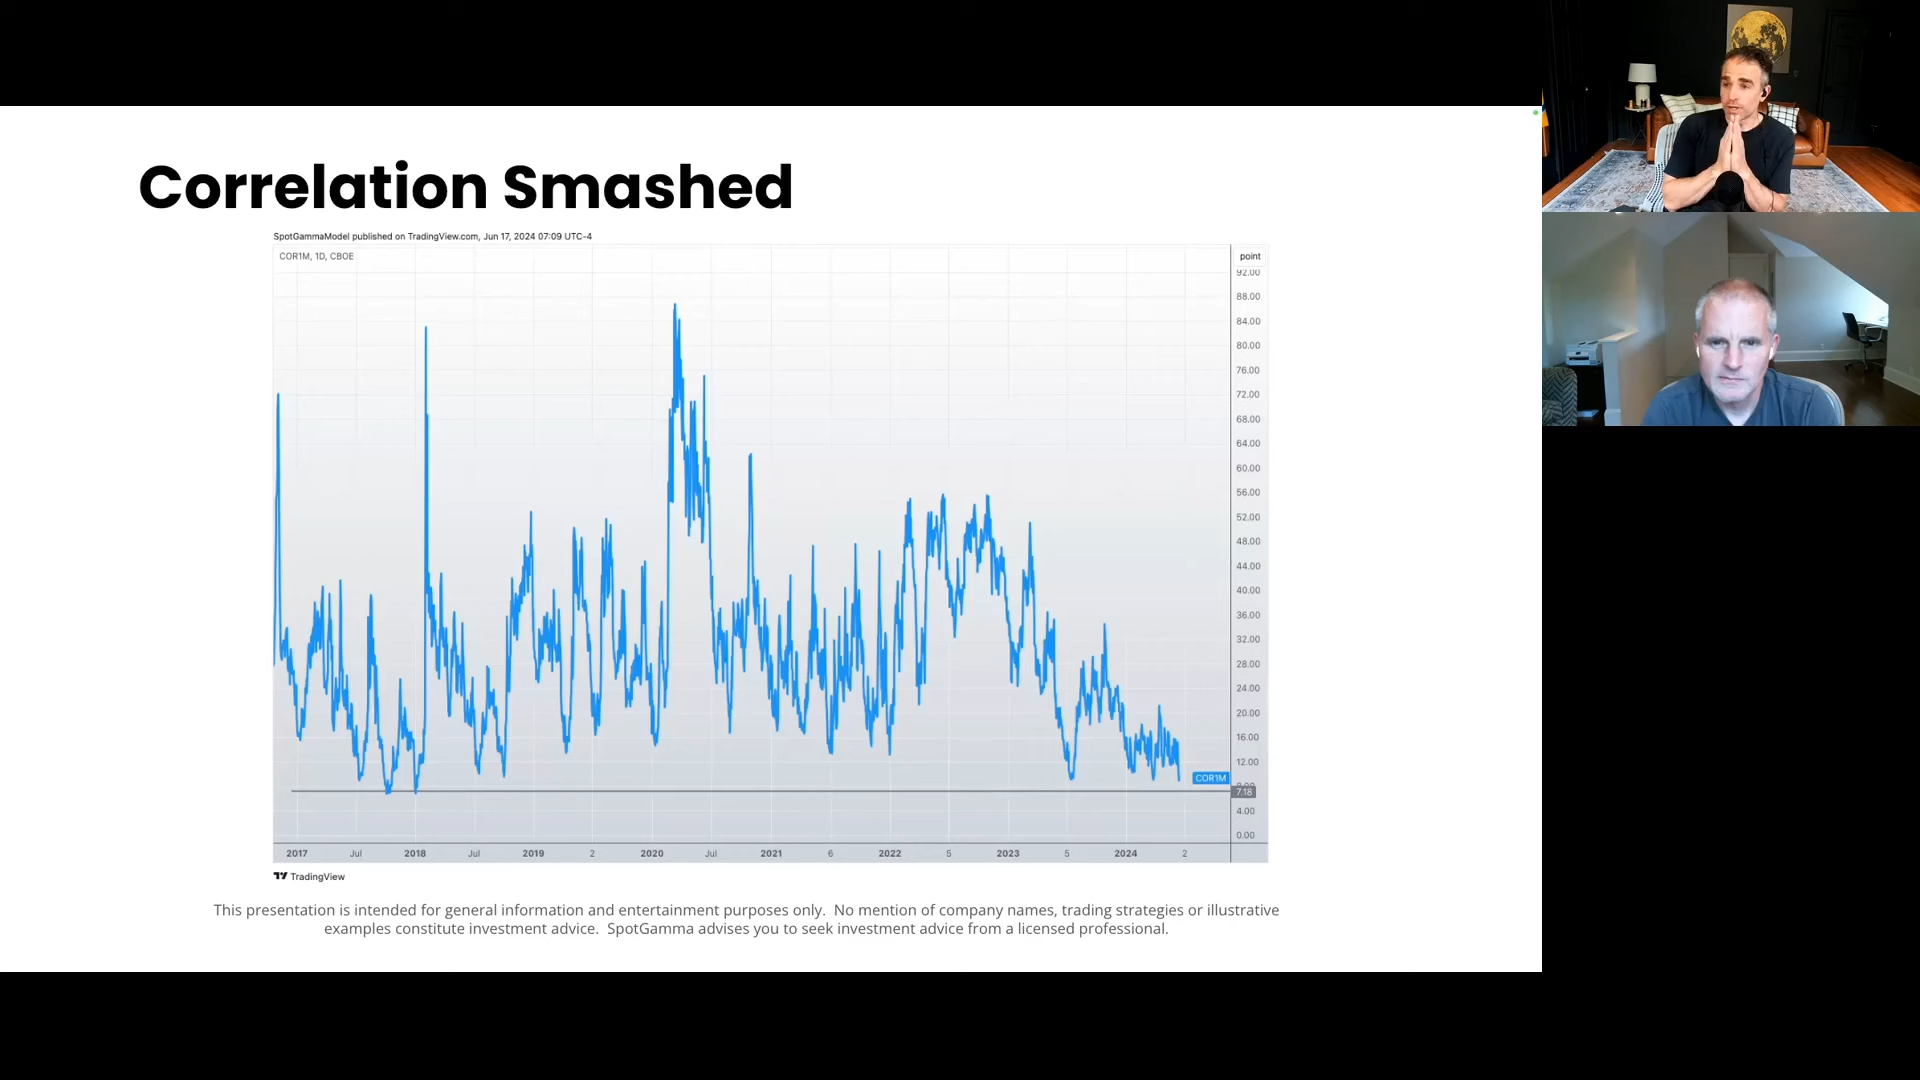 Correlation Smashed
SpotGammaModel published on TradingView.com, Jun 17, 2024 07:09 UTC-4
COR1M, 1D, CBOE
point
92.00
88.00
84.00
80.00
76.00
72.00
68.00
64.00
60.00
56.00
52.00
48.00
44.00
40.00
36.00
32.00
28.00
24.00
20.00
16.00
12.00
COR1M
7.18
4.00
0.00
2017 Jul 2018 Jul 2019 2 2020 Jul 2021 6 2022 5 2023 5 2024 2
TradingView
This presentation is intended for general information and entertainment purposes only. No mention of company names, trading strategies or illustrative
examples constitute investment advice. SpotGamma advises you to seek investment advice from a licensed professional.